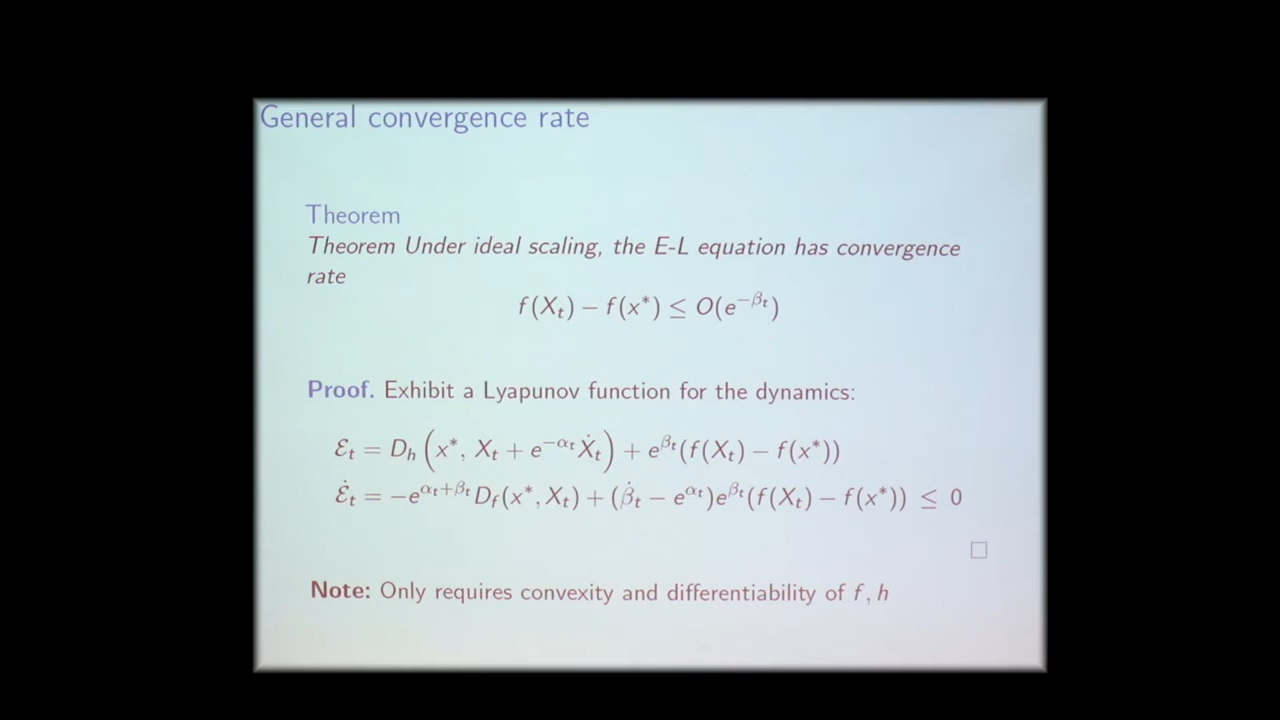 General convergence rate
Theorem
Theorem Under ideal scaling, the E-L equation has convergence
rate
f(X_t) − f(x*) ≤ O(e^{−β_t})
Proof. Exhibit a Lyapunov function for the dynamics:
ℰ_t = D_h (x*, X_t + e^{−α_t} Ẋ_t) + e^{β_t}(f(X_t) − f(x*))
ℰ̇_t = −e^{α_t+β_t} D_f(x*, X_t) + (β̇_t − e^{α_t})e^{β_t}(f(X_t) − f(x*)) ≤ 0
□
Note: Only requires convexity and differentiability of f, h